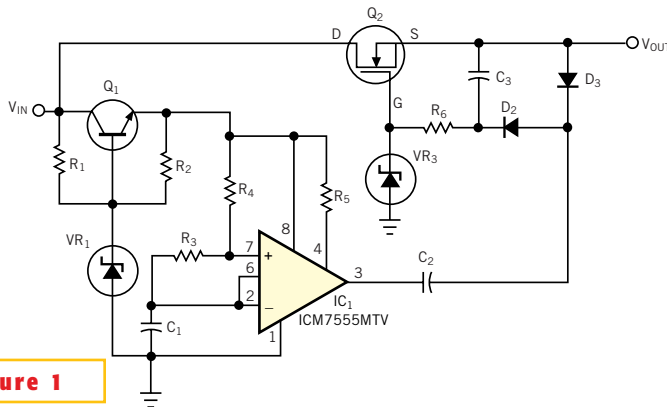 Q2
D
S
VOUT
C3
D3
Q1
G
R6
D2
VIN
R1
R2
VR3
R4
R5
8
VR1
R3
7
4
+
6
C2
3
2
–
IC1
C1
ICM7555MTV
1
ure 1